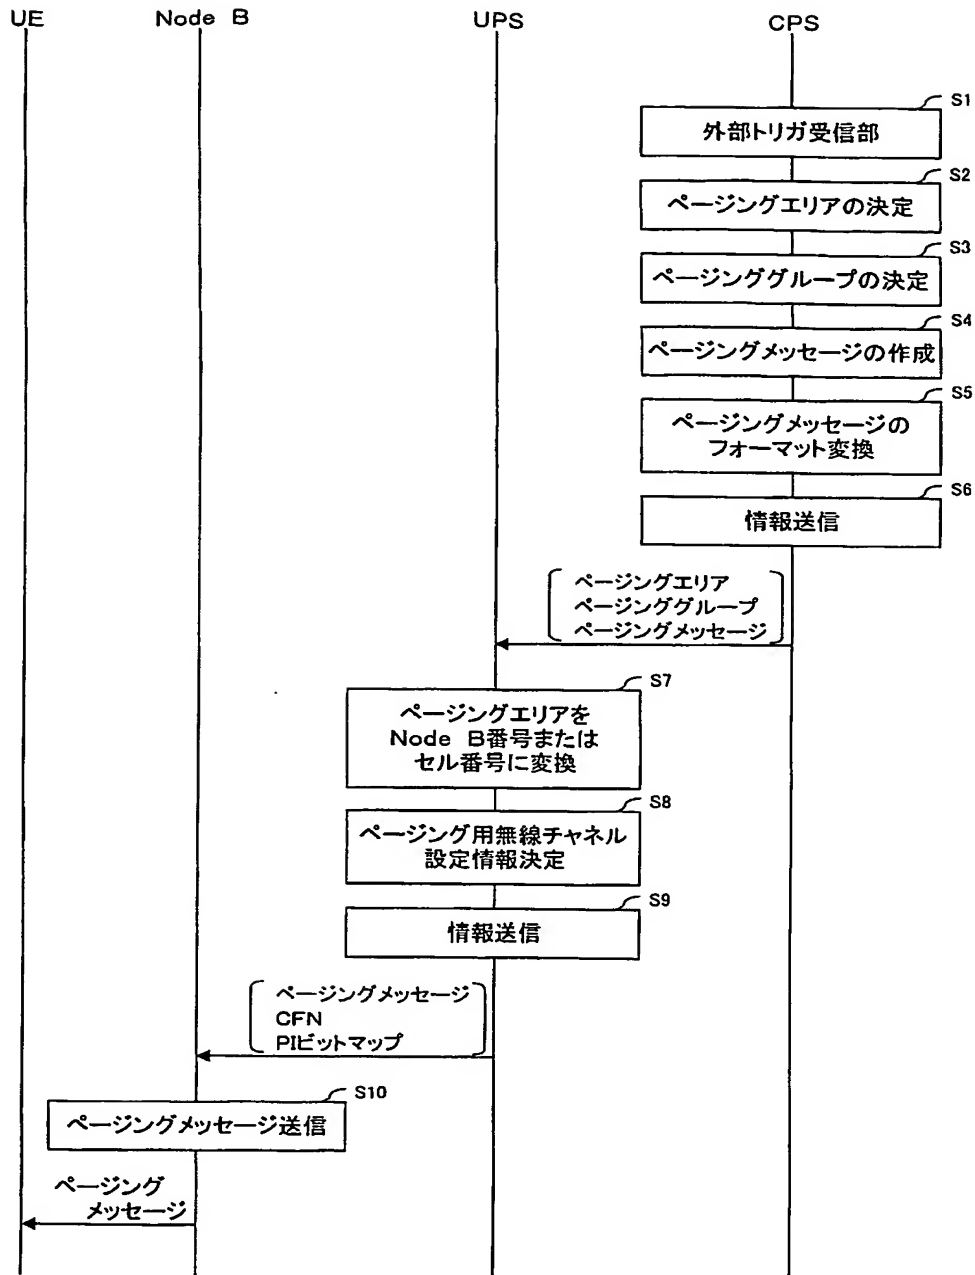 UE
Node B
UPS
CPS
S1
外部トリガ受信部
S2
ページングエリアの決定
S3
ページンググループの決定
S4
ページングメッセージの作成
S5
ページングメッセージの
フォーマット変換
S6
情報送信
ページングエリア
ページンググループ
ページングメッセージ
S7
ページングエリアを
Node B番号または
セル番号に変換
S8
ページング用無線チャネル
設定情報決定
S9
情報送信
ページングメッセージ
CFN
PIビットマップ
S10
ページングメッセージ送信
ページング
メッセージ